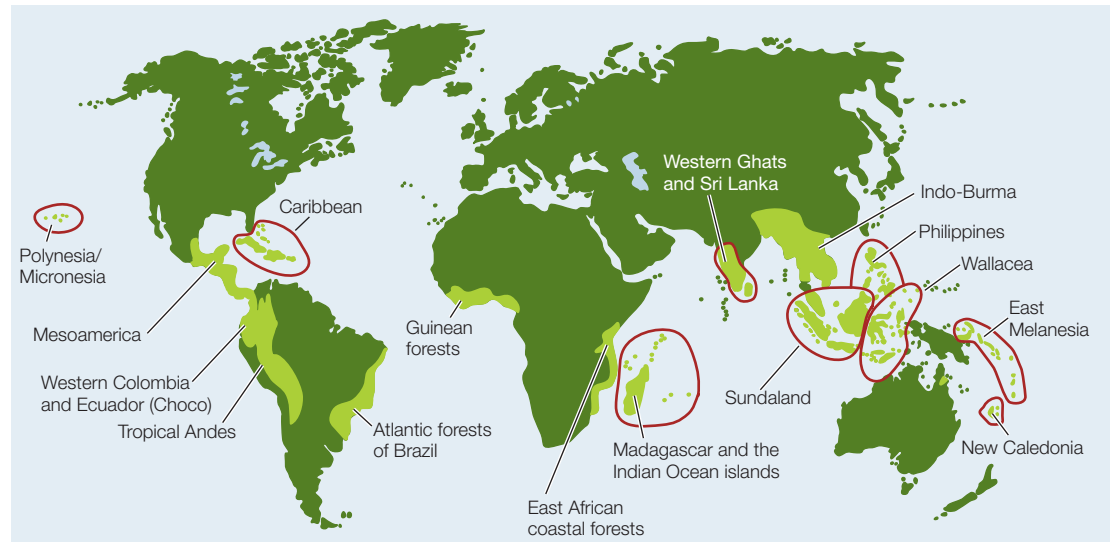 Western Ghats
and Sri Lanka
Indo-Burma
Caribbean
Philippines
Polynesia/
Micronesia
Wallacea
East
Melanesia
Mesoamerica
Guinean
forests
Western Colombia
and Ecuador (Choco)
Sundaland
Tropical Andes
Atlantic forests
of Brazil
Madagascar and the
Indian Ocean islands
New Caledonia
East African
coastal forests